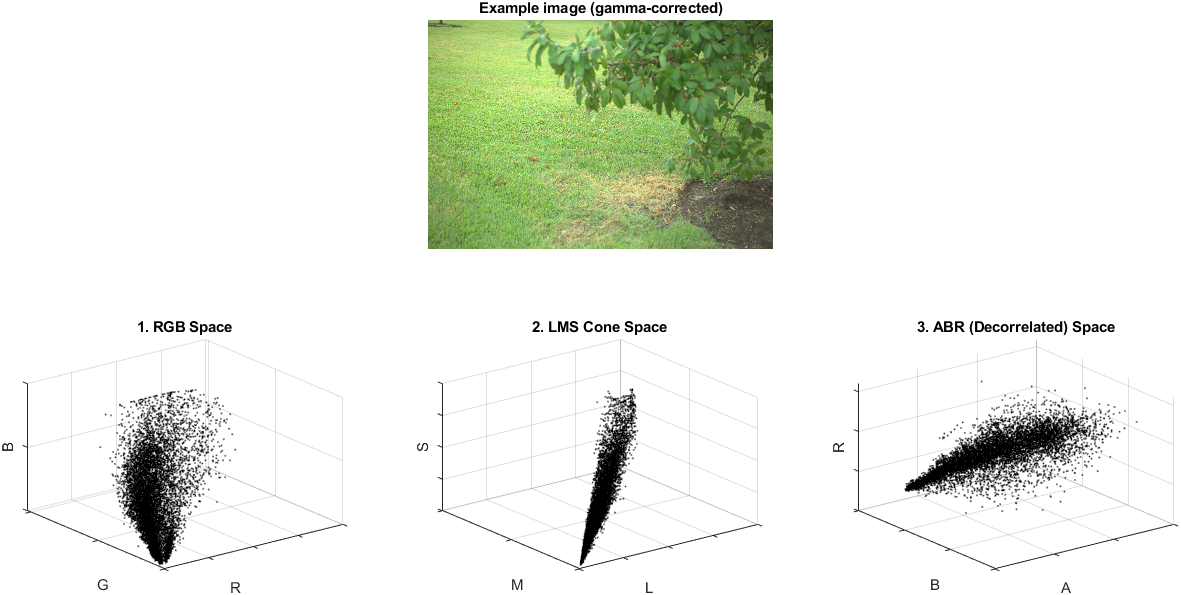 Example image (gamma-corrected)
1. RGB Space
B
G
R
2. LMS Cone Space
S
M
L
3. ABR (Decorrelated) Space
R
B
A